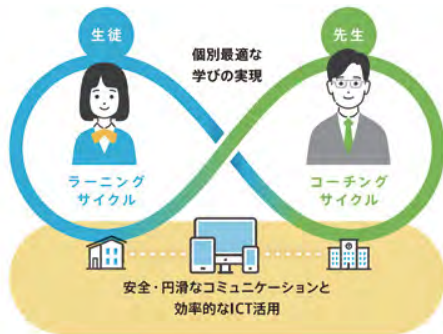 生徒
先生
個別最適な
学びの実現
ラーニング
サイクル
コーチング
サイクル
安全・円滑なコミュニケーションと
効率的なICT活用